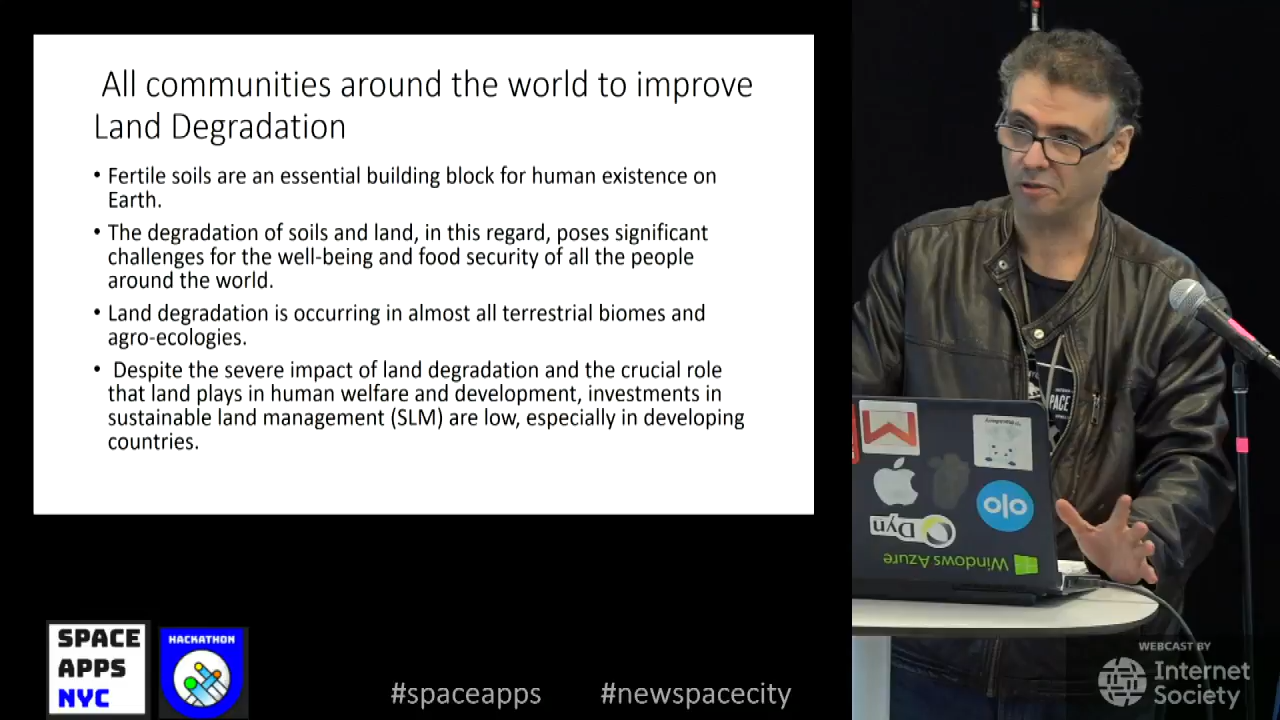 All communities around the world to improve
Land Degradation
• Fertile soils are an essential building block for human existence on
Earth.
• The degradation of soils and land, in this regard, poses significant
challenges for the well-being and food security of all the people
around the world.
• Land degradation is occurring in almost all terrestrial biomes and
agro-ecologies.
• Despite the severe impact of land degradation and the crucial role
that land plays in human welfare and development, investments in
sustainable land management (SLM) are low, especially in developing
countries.
SPACE
APPS
NYC
HACKATHON
#spaceapps
#newspacecity
SPACE
olo
Dyn
Windows Azure
WEBCAST BY
Internet
Society